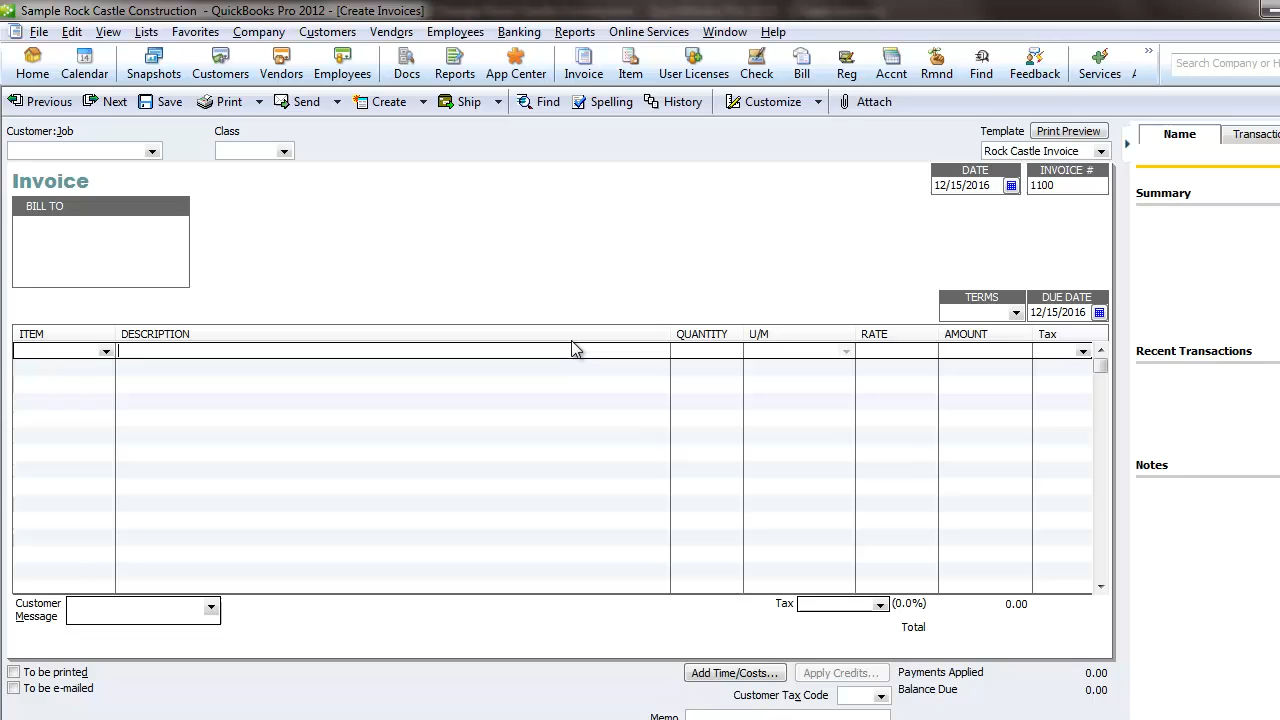 Sample Rock Castle Construction - QuickBooks Pro 2012 - [Create Invoices]
File Edit View Lists Favorites Company Customers Vendors Employees Banking Reports Online Services Window Help
Home Calendar Snapshots Customers Vendors Employees Docs Reports App Center Invoice Item User Licenses Check Bill Reg Accnt Rmnd Find Feedback Services A » Search Company or H
Previous Next Save Print Send Create Ship Find Spelling History Customize Attach
Customer:Job Class Template Print Preview
Rock Castle Invoice
Name Transactio
Invoice
DATE INVOICE #
12/15/2016 1100
Summary
BILL TO
TERMS DUE DATE
12/15/2016
ITEM DESCRIPTION QUANTITY U/M RATE AMOUNT Tax
Recent Transactions
Notes
Customer Message
Tax (0.0%) 0.00
Total
To be printed
To be e-mailed
Add Time/Costs... Apply Credits... Payments Applied 0.00
Customer Tax Code Balance Due 0.00
Memo